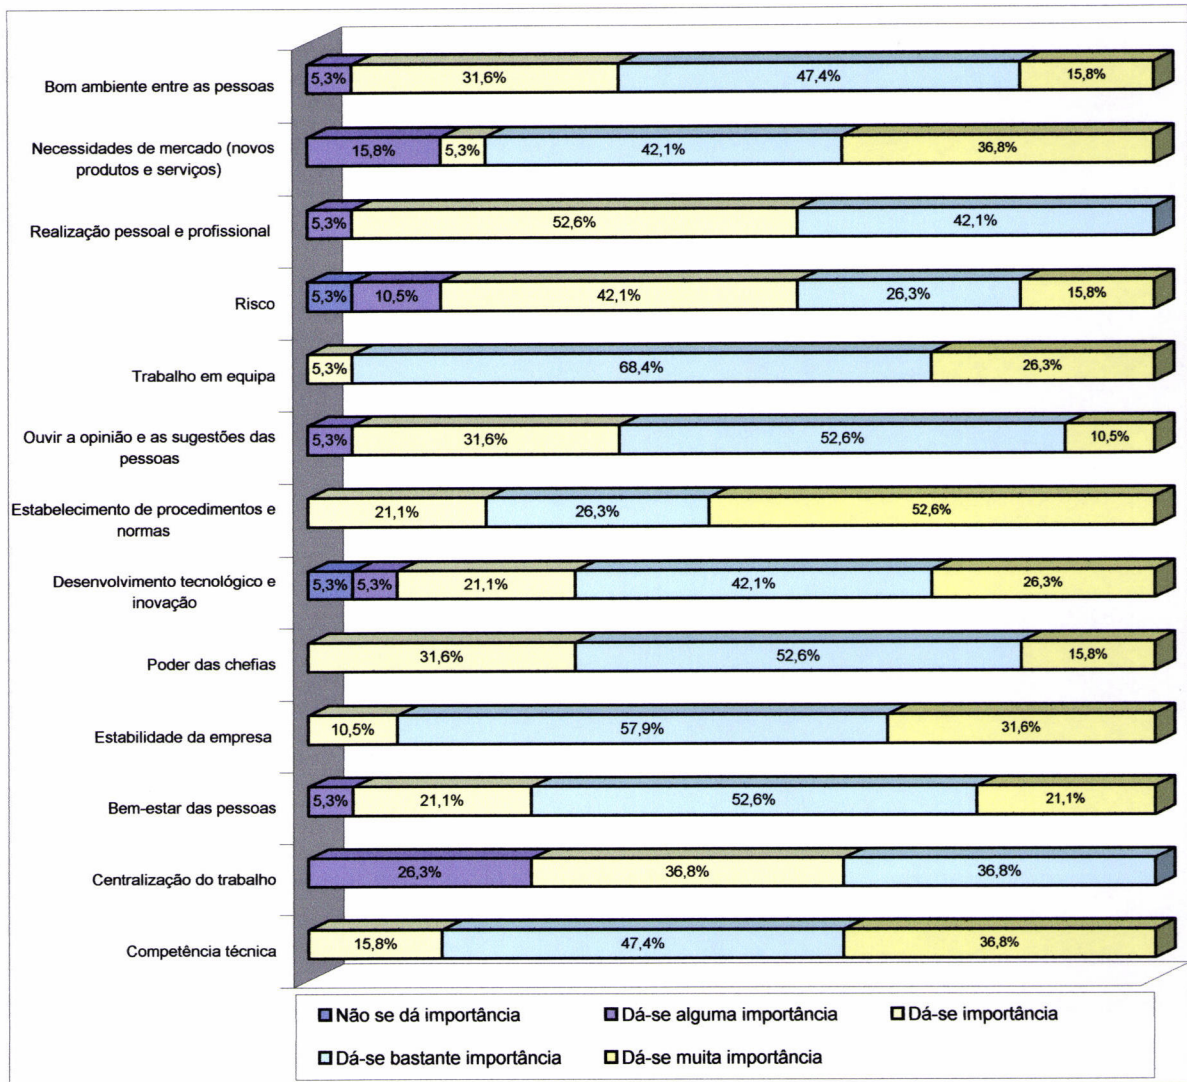 Bom ambiente entre as pessoas
5,3% 31,6% 47,4% 15,8%
Necessidades de mercado (novos
produtos e serviços)
15,8% 5,3% 42,1% 36,8%
Realização pessoal e profissional
5,3% 52,6% 42,1%
Risco
5,3% 10,5% 42,1% 26,3% 15,8%
Trabalho em equipa
5,3% 68,4% 26,3%
Ouvir a opinião e as sugestões das
pessoas
5,3% 31,6% 52,6% 10,5%
Estabelecimento de procedimentos e
normas
21,1% 26,3% 52,6%
Desenvolvimento tecnológico e
inovação
5,3% 5,3% 21,1% 42,1% 26,3%
Poder das chefias
31,6% 52,6% 15,8%
Estabilidade da empresa
10,5% 57,9% 31,6%
Bem-estar das pessoas
5,3% 21,1% 52,6% 21,1%
Centralização do trabalho
26,3% 36,8% 36,8%
Competência técnica
15,8% 47,4% 36,8%
Não se dá importância Dá-se alguma importância Dá-se importância
Dá-se bastante importância Dá-se muita importância